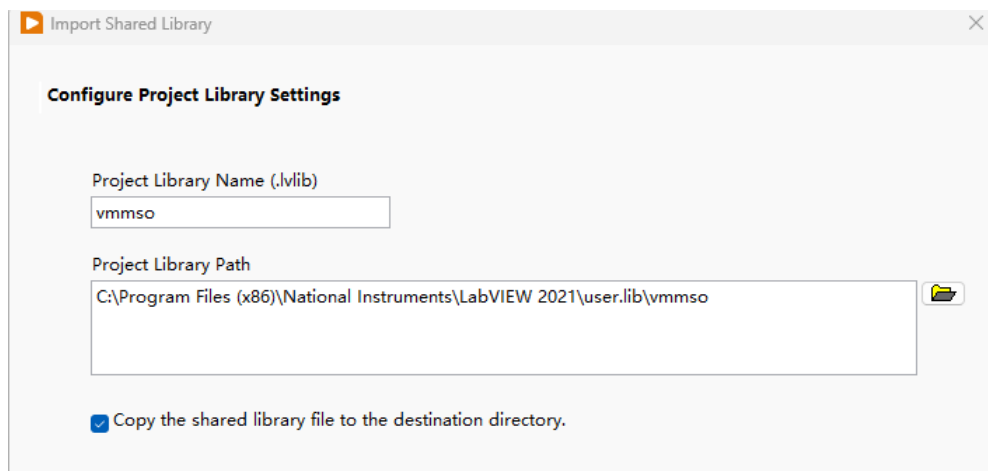 Import Shared Library
Configure Project Library Settings
Project Library Name (.lvlib)
vmmso
Project Library Path
C:\Program Files (x86)\National Instruments\LabVIEW 2021\user.lib\vmmso
Copy the shared library file to the destination directory.